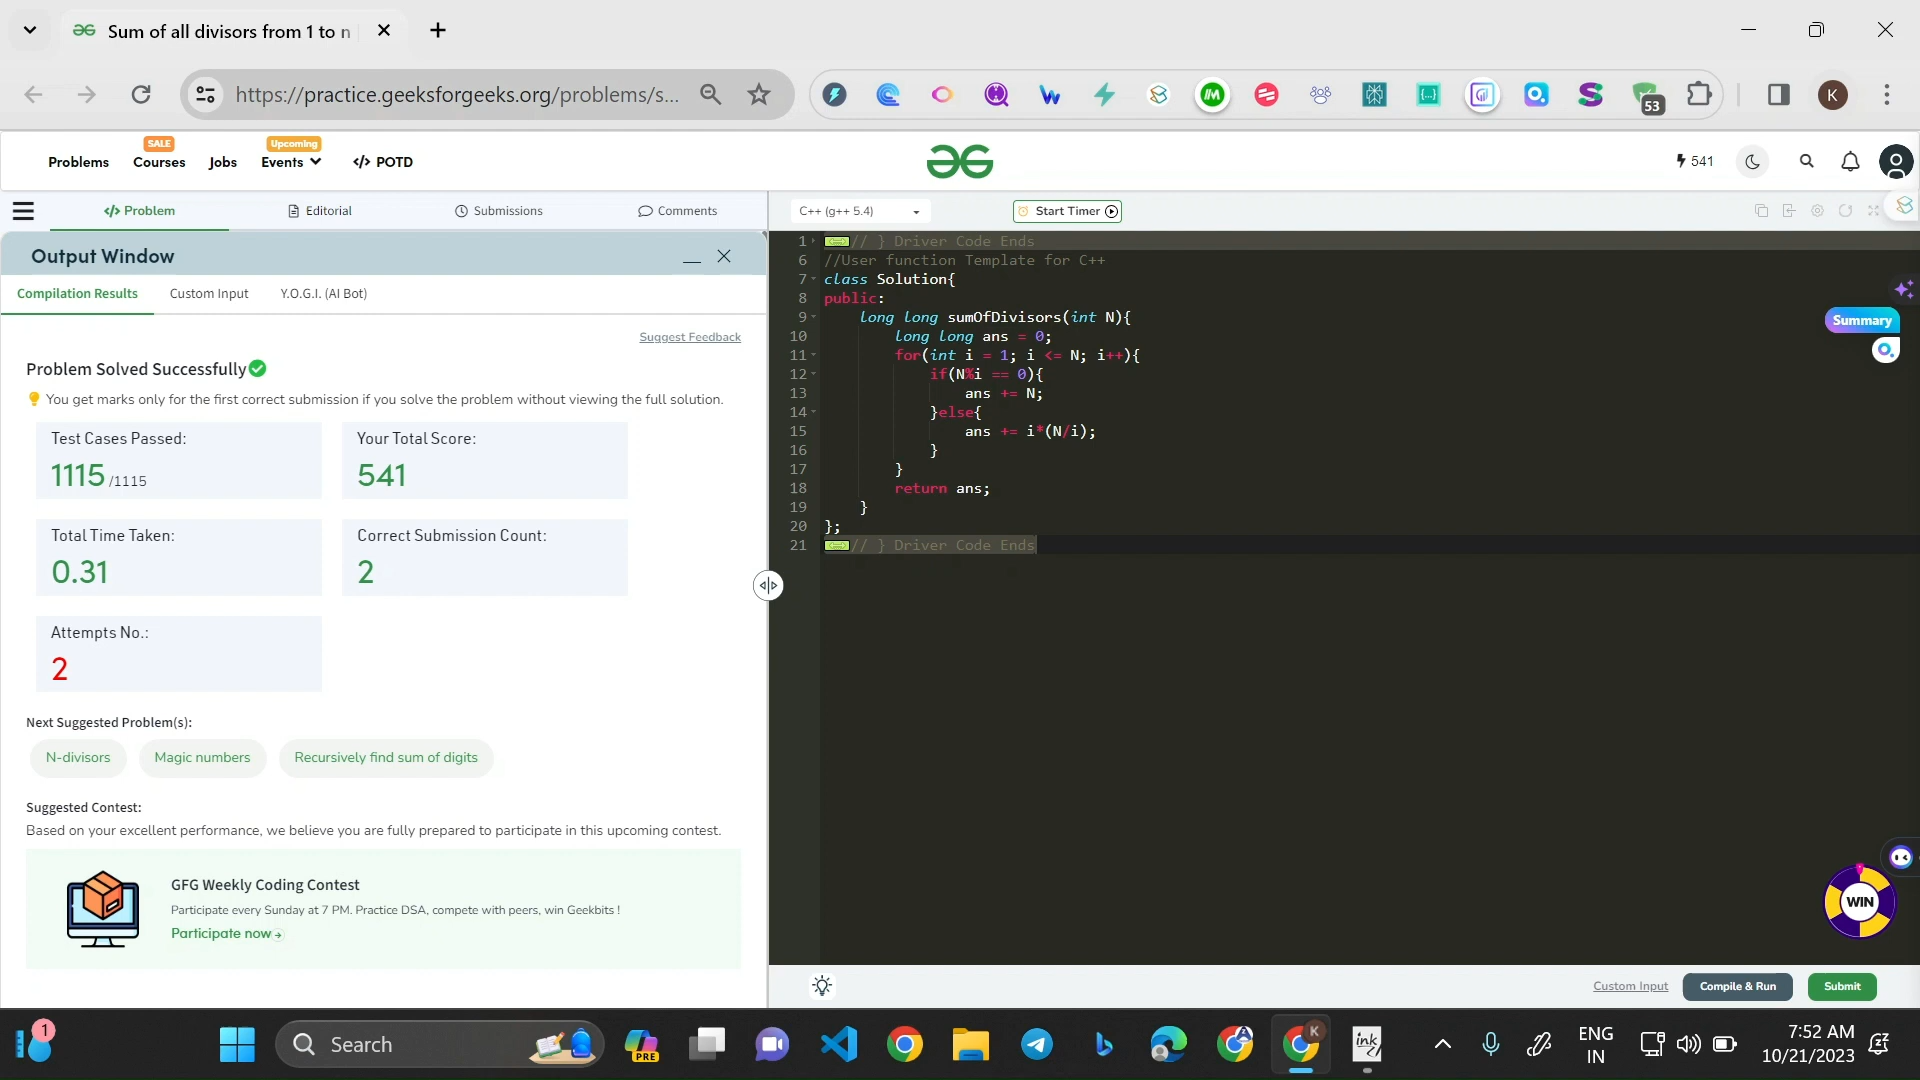 Sum of all divisors from 1 to n
https://practice.geeksforgeeks.org/problems/s...
53
K
SALE
Upcoming
Problems
Courses
Jobs
Events
</> POTD
541
</> Problem
Editorial
Submissions
Comments
C++ (g++ 5.4)
Start Timer
Output Window
Compilation Results
Custom Input
Y.O.G.I. (AI Bot)
Suggest Feedback
Problem Solved Successfully
You get marks only for the first correct submission if you solve the problem without viewing the full solution.
Test Cases Passed:
1115 /1115
Your Total Score:
541
Total Time Taken:
0.31
Correct Submission Count:
2
Attempts No.:
2
Next Suggested Problem(s):
N-divisors
Magic numbers
Recursively find sum of digits
Suggested Contest:
Based on your excellent performance, we believe you are fully prepared to participate in this upcoming contest.
GFG Weekly Coding Contest
Participate every Sunday at 7 PM. Practice DSA, compete with peers, win Geekbits !
Participate now
1 // } Driver Code Ends
6 //User function Template for C++
7 class Solution{
8 public:
9 long long sumOfDivisors(int N){
10 long long ans = 0;
11 for(int i = 1; i <= N; i++){
12 if(N%i == 0){
13 ans += N;
14 }else{
15 ans += i*(N/i);
16 }
17 }
18 return ans;
19 }
20 };
21 // } Driver Code Ends
Summary
WIN
Custom Input
Compile & Run
Submit
1
Search
PRE
K
ink
ENG
IN
7:52 AM
10/21/2023